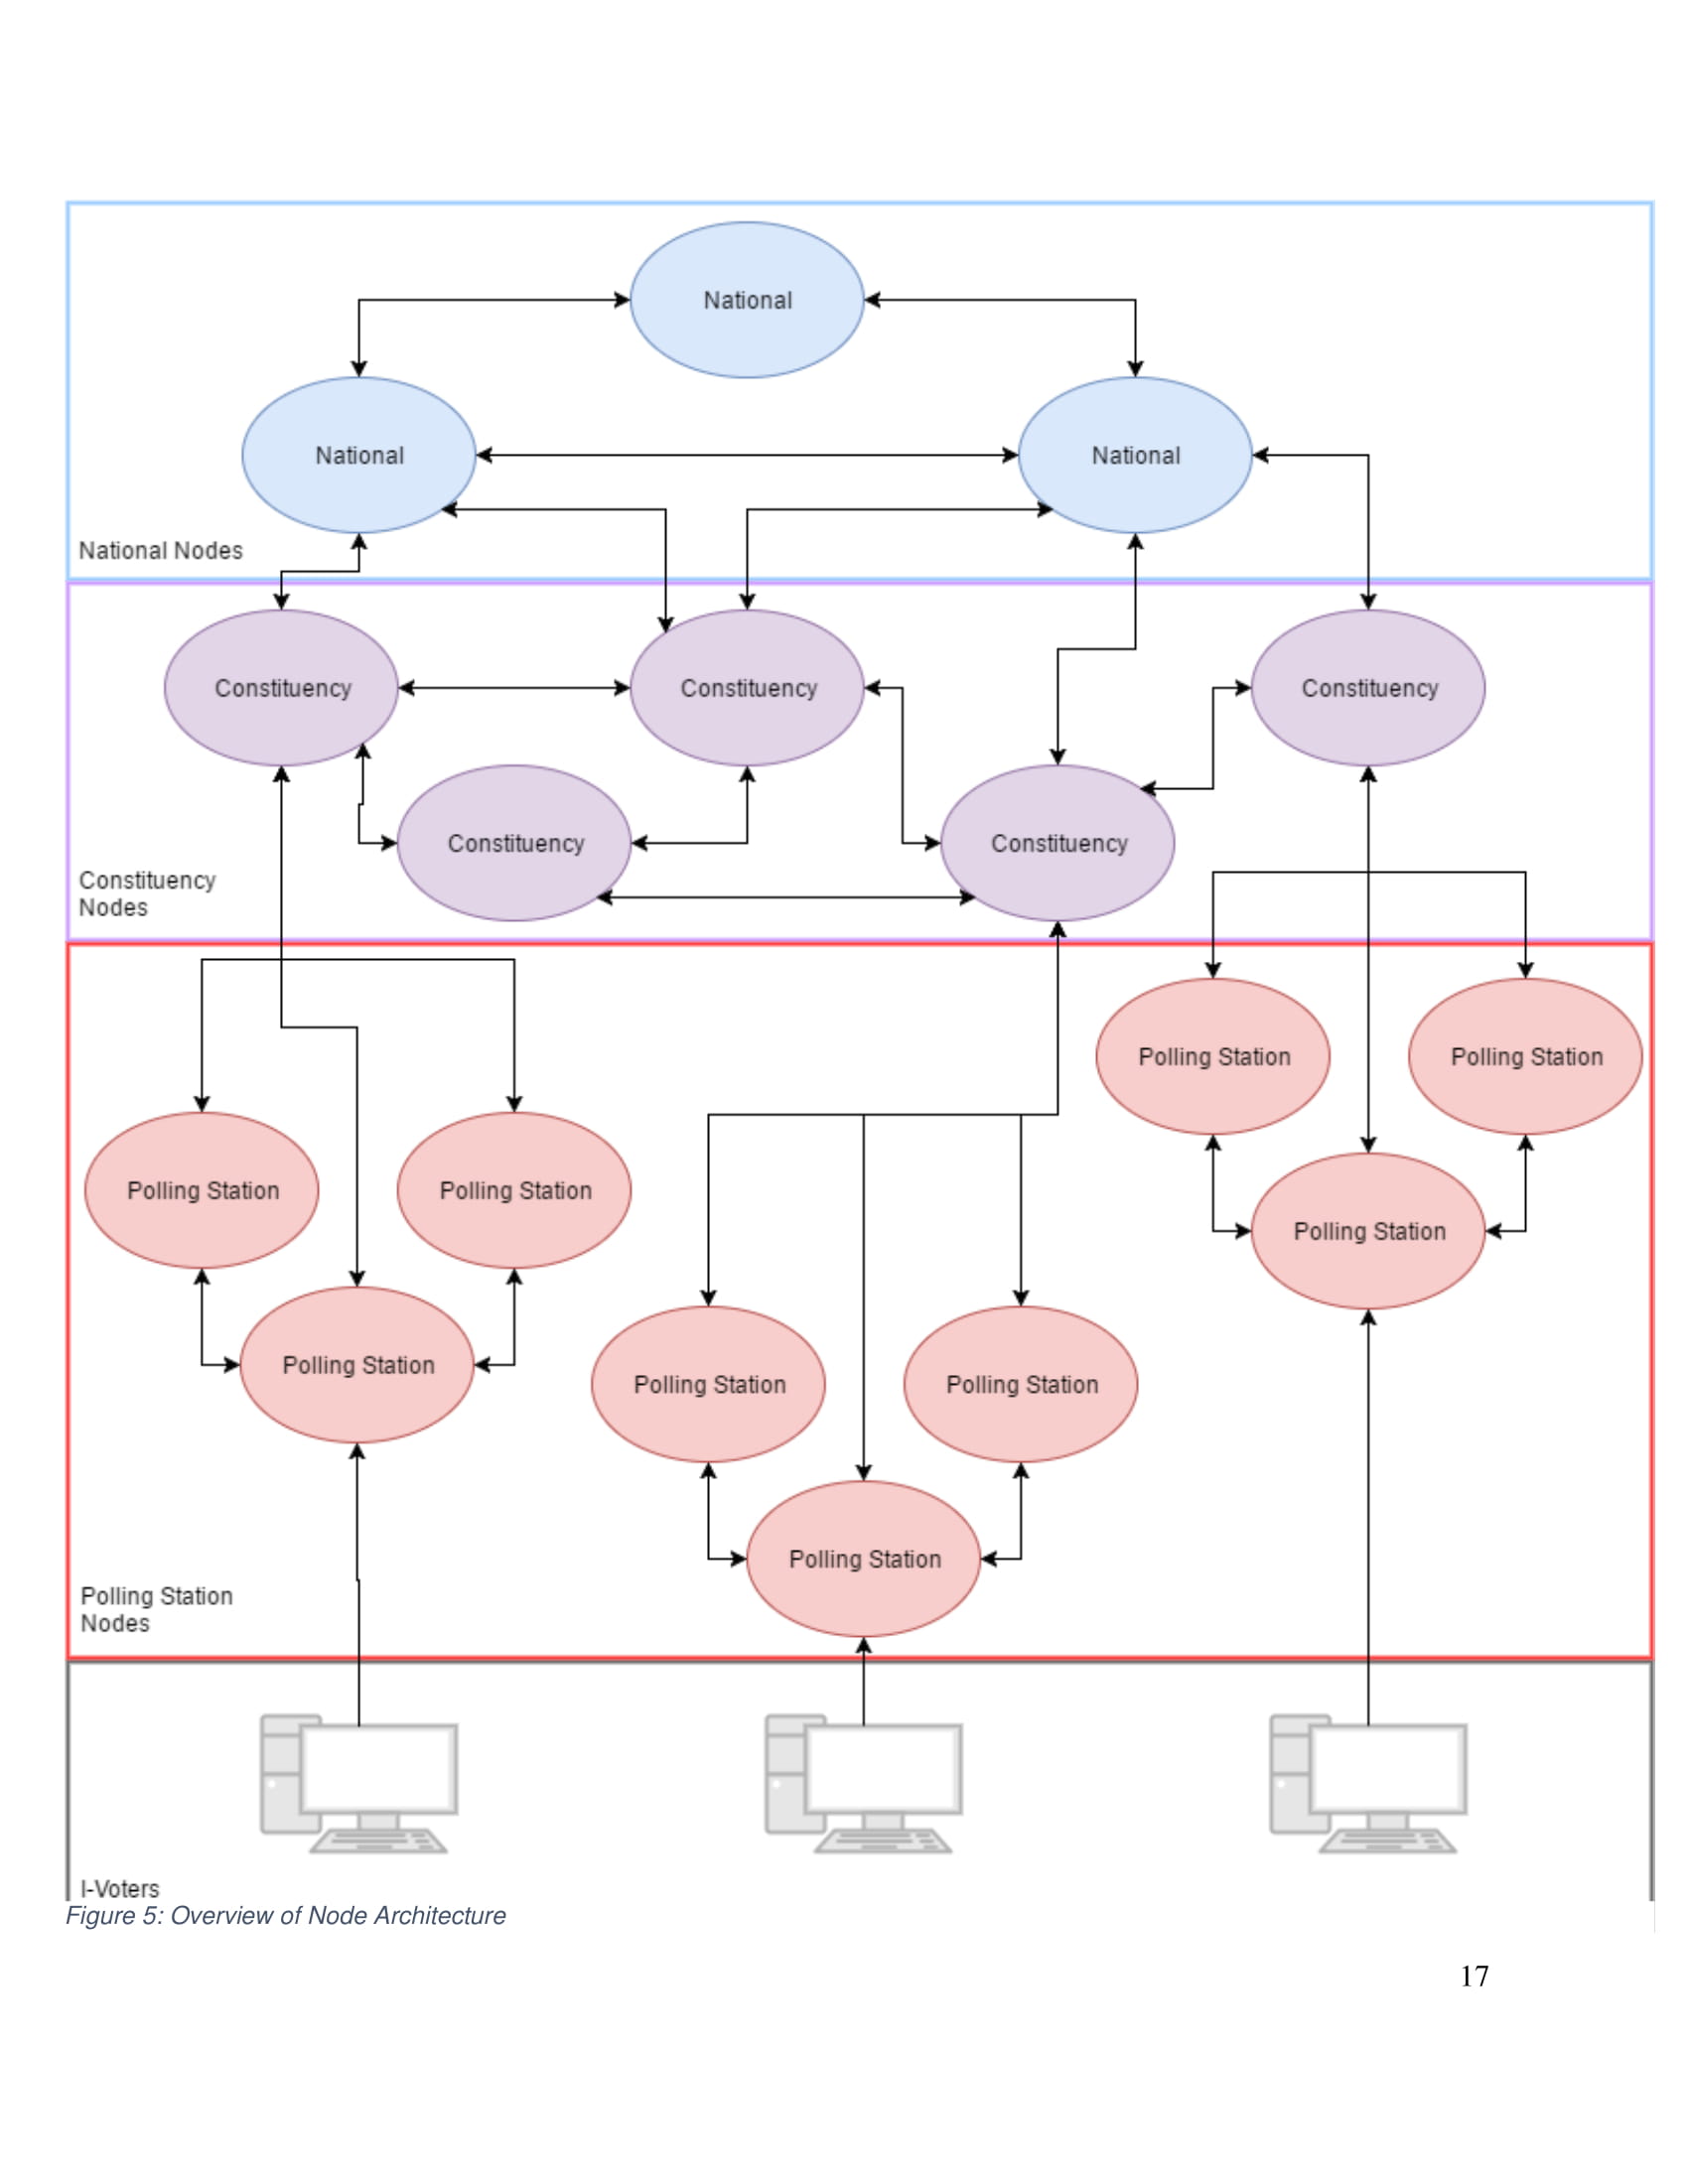 National
National
National
National Nodes
Constituency
Constituency
Constituency
Constituency
Constituency
Constituency
Nodes
Polling Station
Polling Station
Polling Station
Polling Station
Polling Station
Polling Station
Polling Station
Polling Station
Polling Station
Polling Station
Nodes
I-Voters
Figure 5: Overview of Node Architecture
17